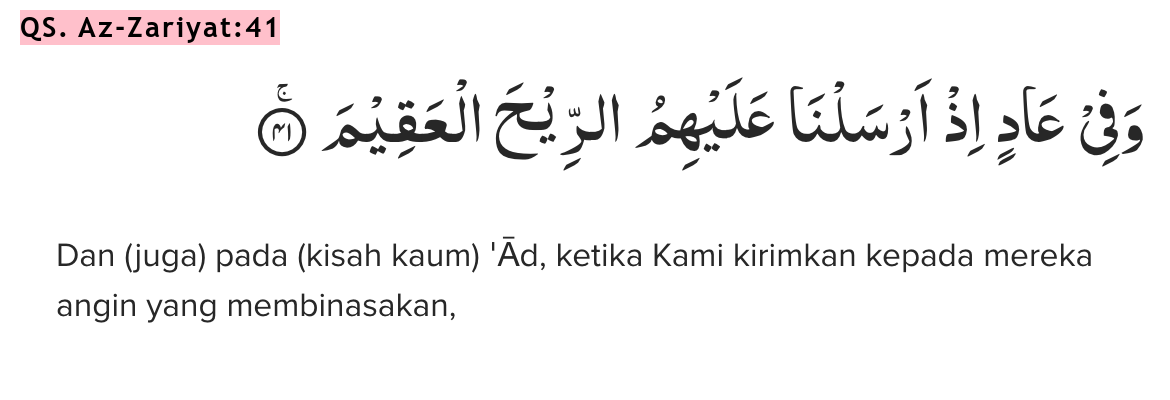 QS. Az-Zariyat:41
وَفِيْ عَادٍ اِذْ اَرْسَلْنَا عَلَيْهِمُ الرِّيْحَ الْعَقِيْمَ ۚ ۝٤١
Dan (juga) pada (kisah kaum) 'Ād, ketika Kami kirimkan kepada mereka
angin yang membinasakan,